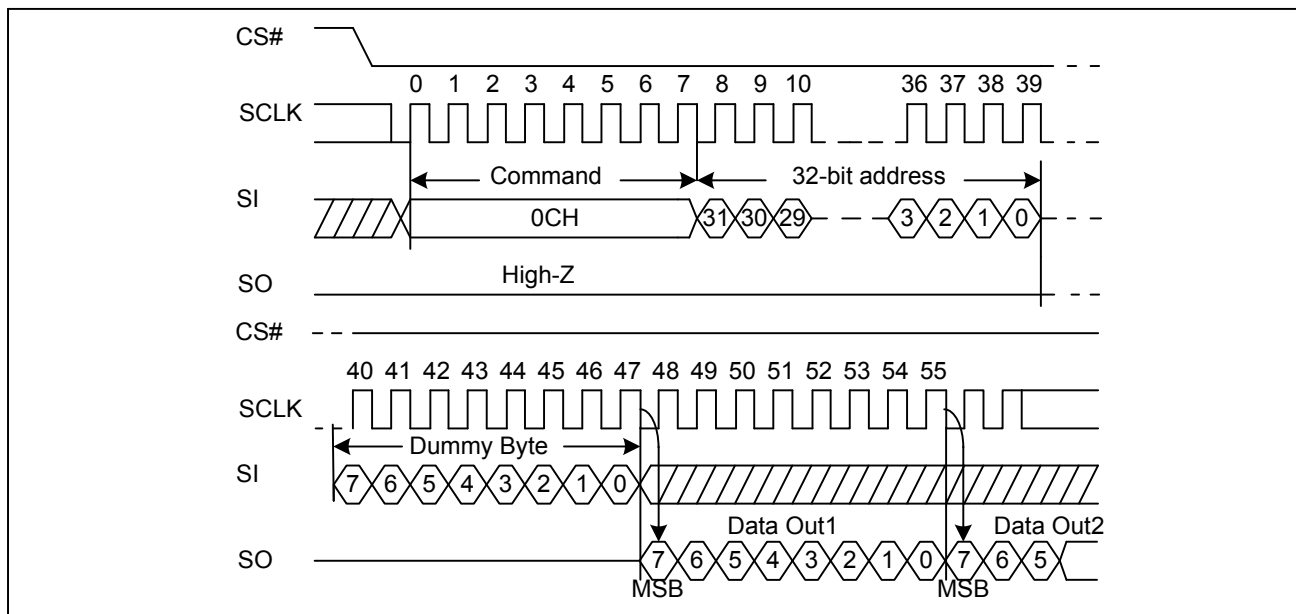 CS#
0 1 2 3 4 5 6 7 8 9 10 36 37 38 39
SCLK
Command 32-bit address
SI
0CH 31 30 29 3 2 1 0
High-Z
SO
CS#
40 41 42 43 44 45 46 47 48 49 50 51 52 53 54 55
SCLK
Dummy Byte
SI
7 6 5 4 3 2 1 0
Data Out1 Data Out2
SO
7 6 5 4 3 2 1 0 7 6 5
MSB MSB